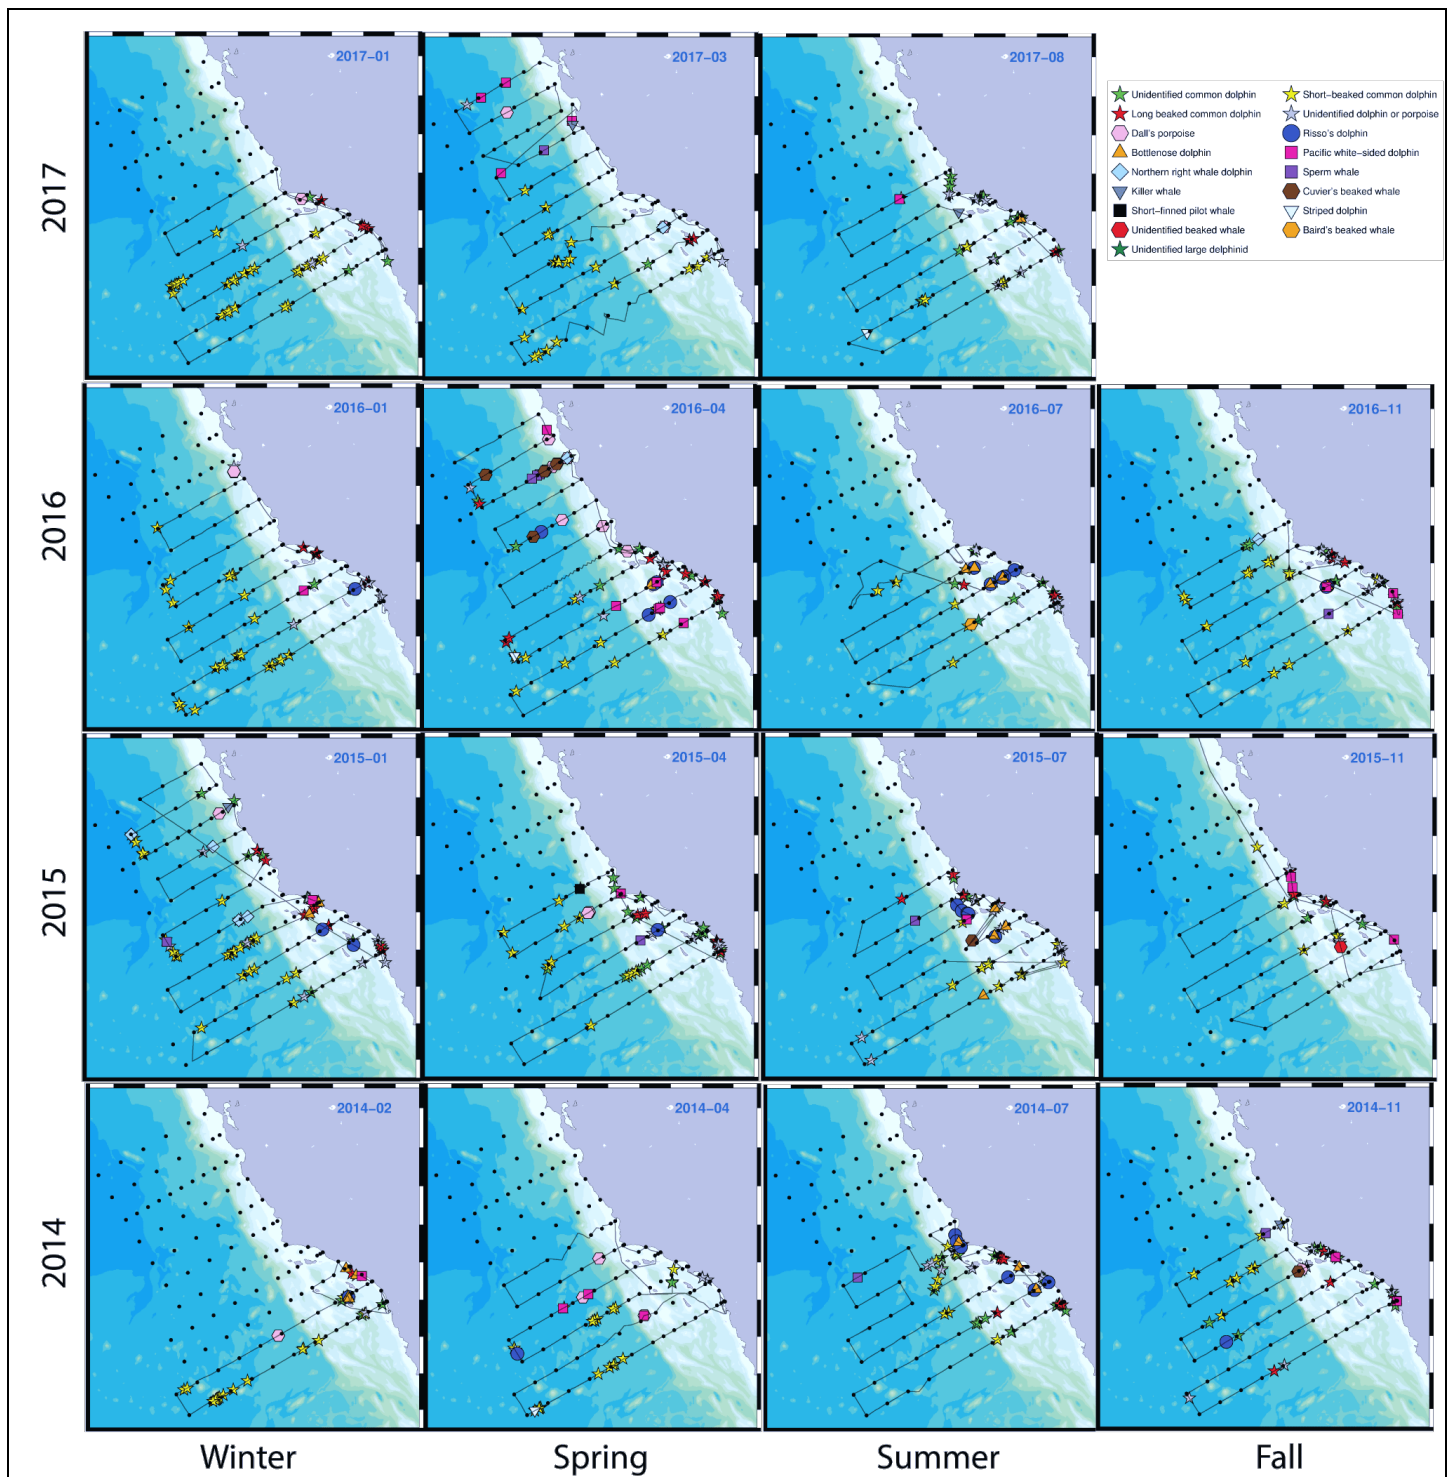 2017-01
2017-03
2017-08
Unidentified common dolphin
Long beaked common dolphin
Dall's porpoise
Bottlenose dolphin
Northern right whale dolphin
Killer whale
Short-finned pilot whale
Unidentified beaked whale
Unidentified large delphinid
Short-beaked common dolphin
Unidentified dolphin or porpoise
Risso's dolphin
Pacific white-sided dolphin
Sperm whale
Cuvier's beaked whale
Striped dolphin
Baird's beaked whale
2017
2016-01
2016-04
2016-07
2016-11
2016
2015-01
2015-04
2015-07
2015-11
2015
2014-02
2014-04
2014-07
2014-11
2014
Winter
Spring
Summer
Fall